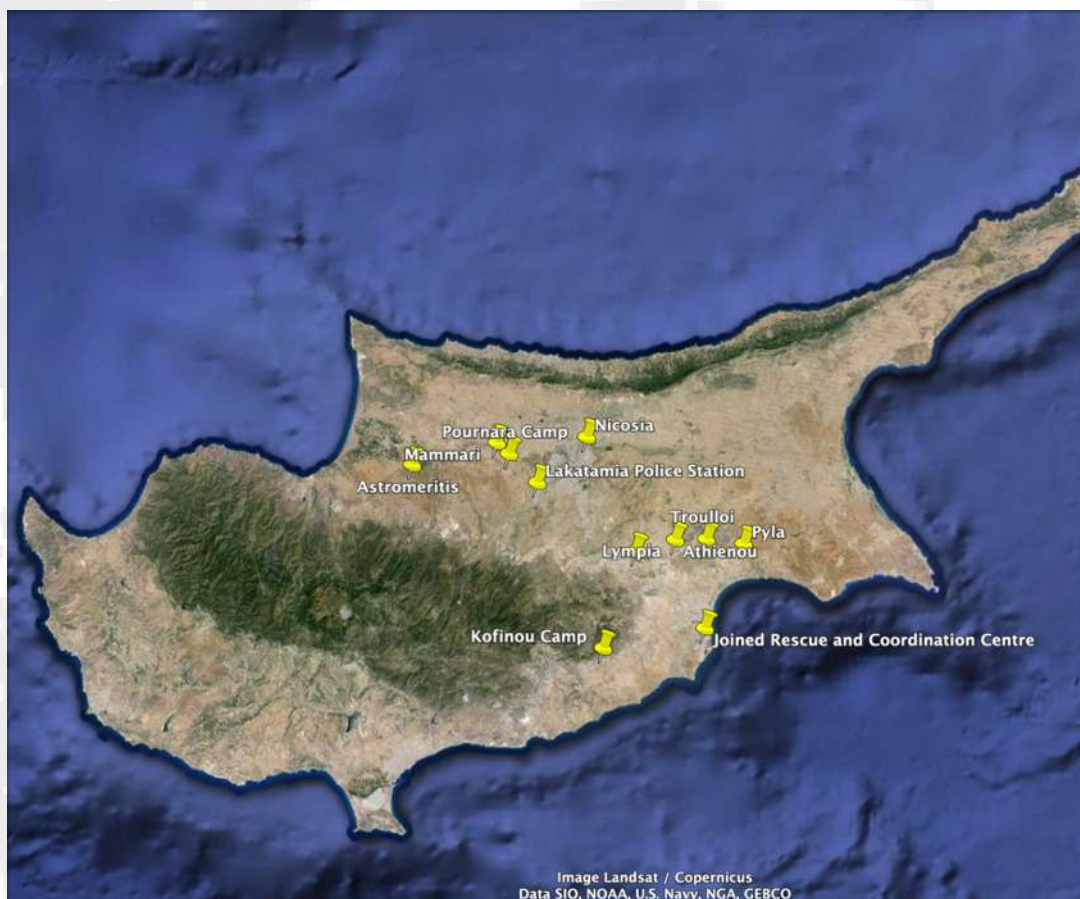 Nicosia
Pournara Camp
Mammari
Lakatamia Police Station
Astromeritis
Troulloi
Pyla
Lympia
Athienou
Kofinou Camp
Joined Rescue and Coordination Centre
Image Landsat / Copernicus
Data SIO, NOAA, U.S. Navy, NGA, GEBCO